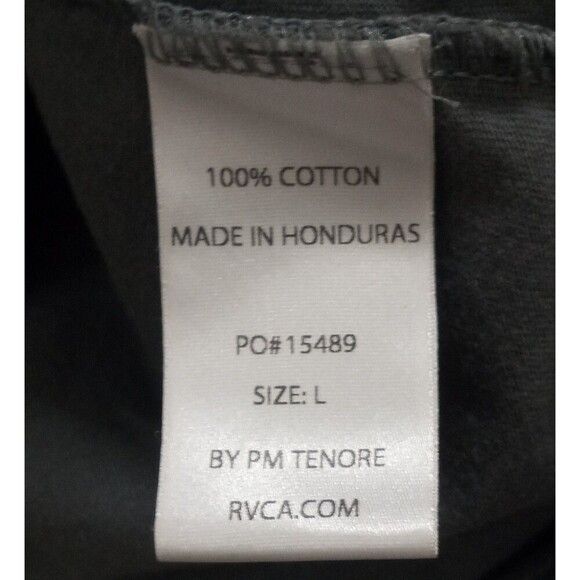 100% COTTON
MADE IN HONDURAS
PO#15489
SIZE: L
BY PM TENORE
RVCA.COM